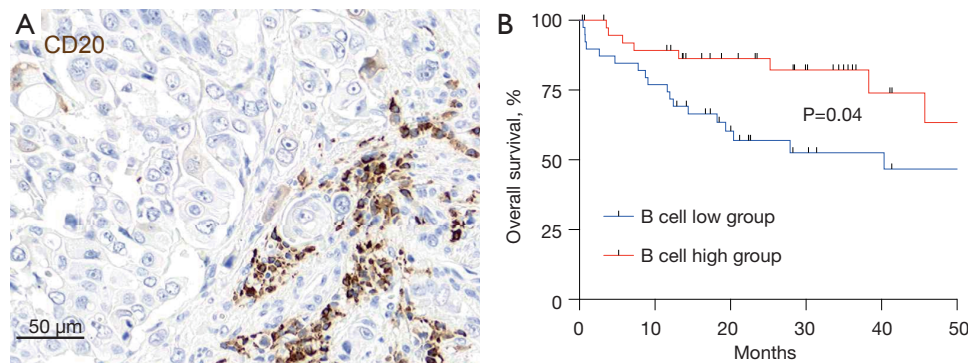 A
CD20
50 µm
B
Overall survival, %
100
75
50
25
0
P=0.04
B cell low group
B cell high group
0 10 20 30 40 50
Months